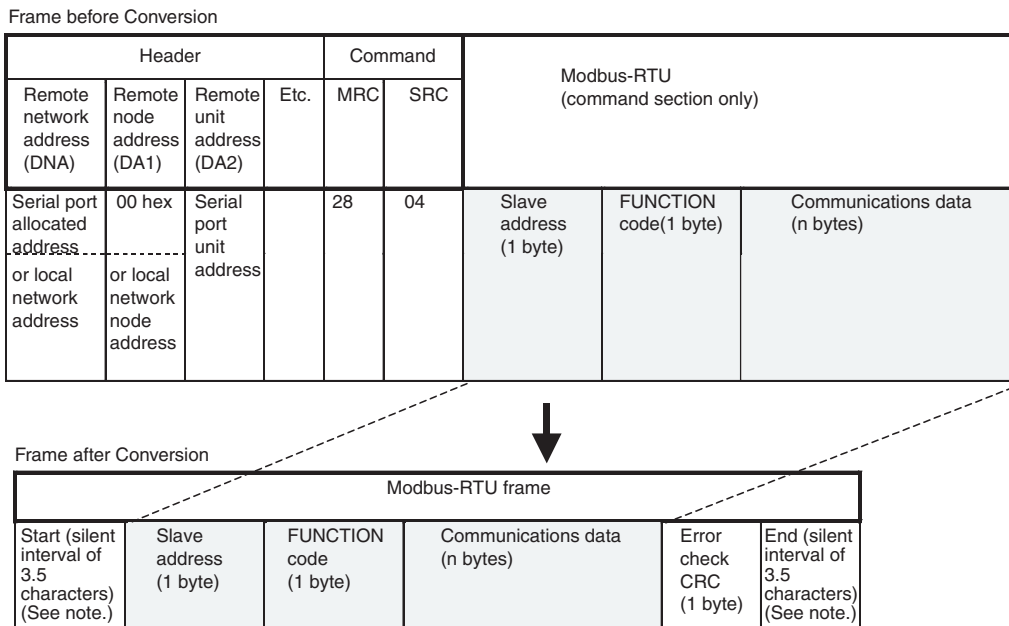 Frame before Conversion
Header
Command
Modbus-RTU
(command section only)
Remote
network
address
(DNA)
Remote
node
address
(DA1)
Remote
unit
address
(DA2)
Etc.
MRC
SRC
Serial port
allocated
address
or local
network
address
00 hex
or local
network
node
address
Serial
port
unit
address
28
04
Slave
address
(1 byte)
FUNCTION
code(1 byte)
Communications data
(n bytes)
Frame after Conversion
Modbus-RTU frame
Start (silent
interval of
3.5
characters)
(See note.)
Slave
address
(1 byte)
FUNCTION
code
(1 byte)
Communications data
(n bytes)
Error
check
CRC
(1 byte)
End (silent
interval of
3.5
characters)
(See note.)